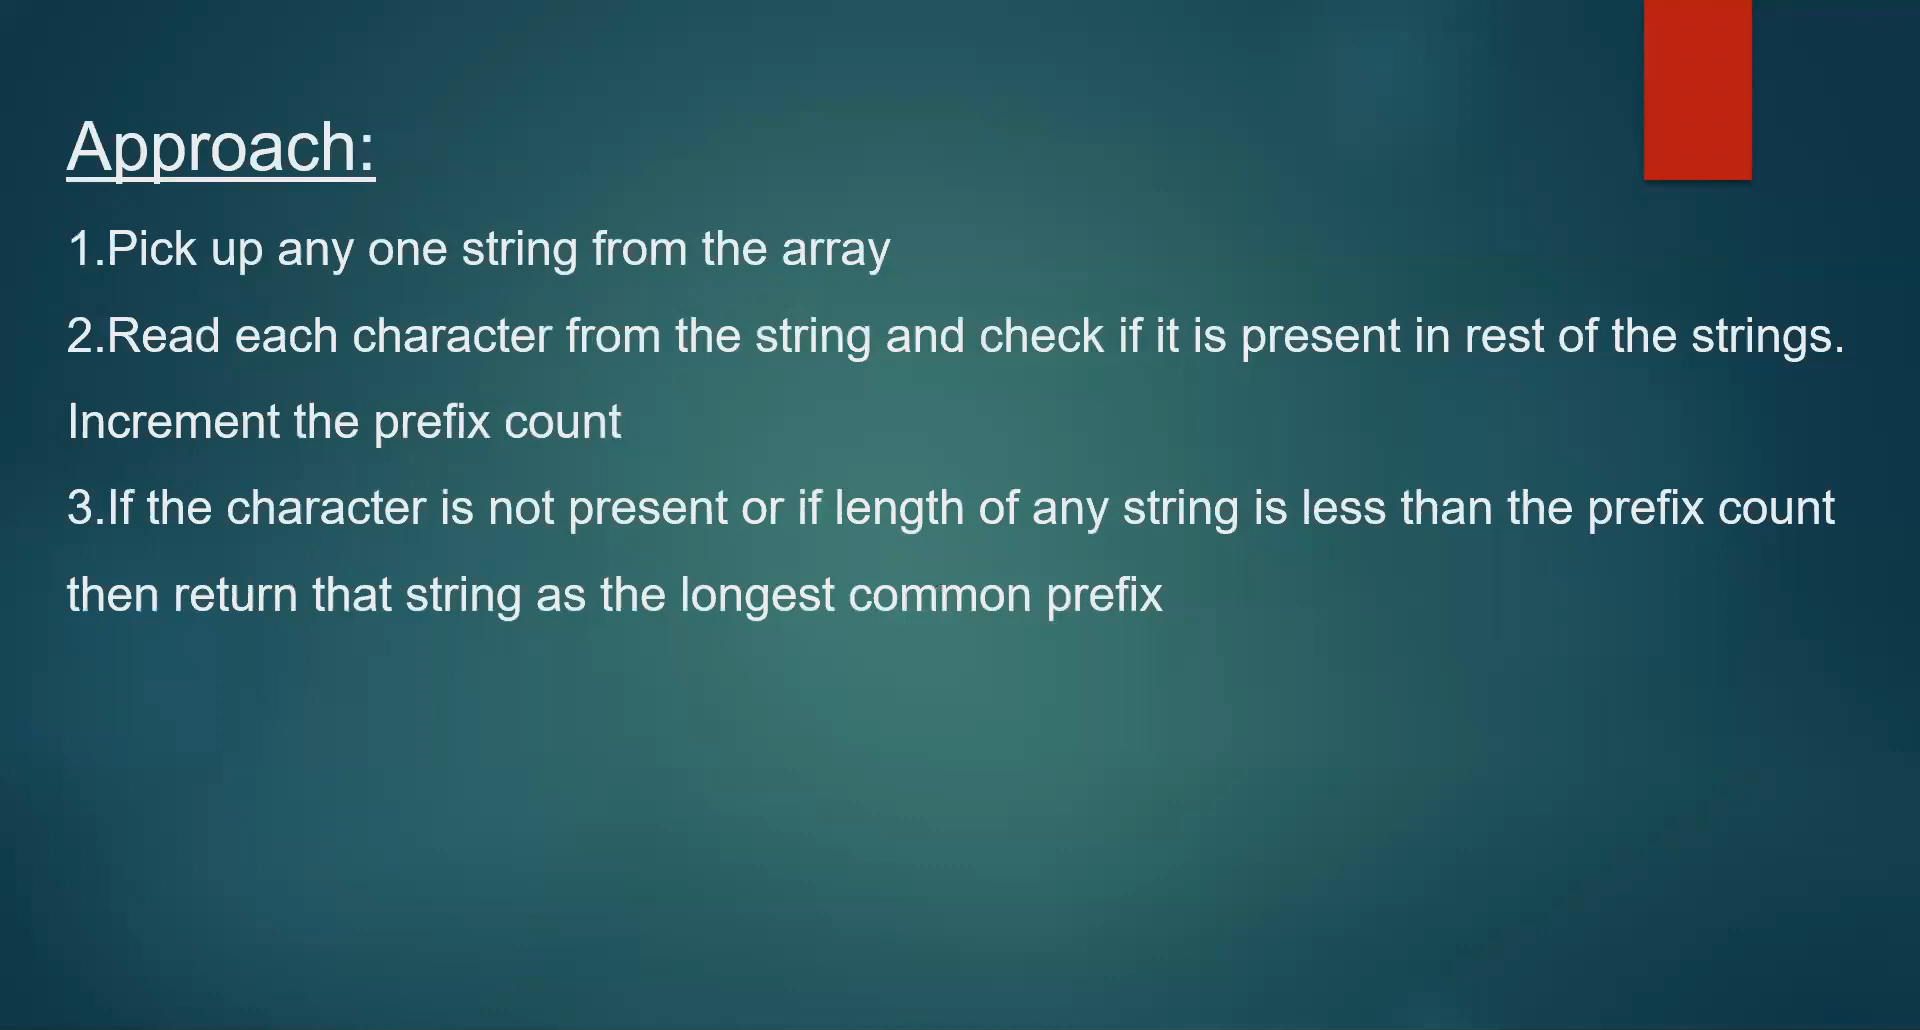 Approach:
1.Pick up any one string from the array
2.Read each character from the string and check if it is present in rest of the strings.
Increment the prefix count
3.If the character is not present or if length of any string is less than the prefix count
then return that string as the longest common prefix